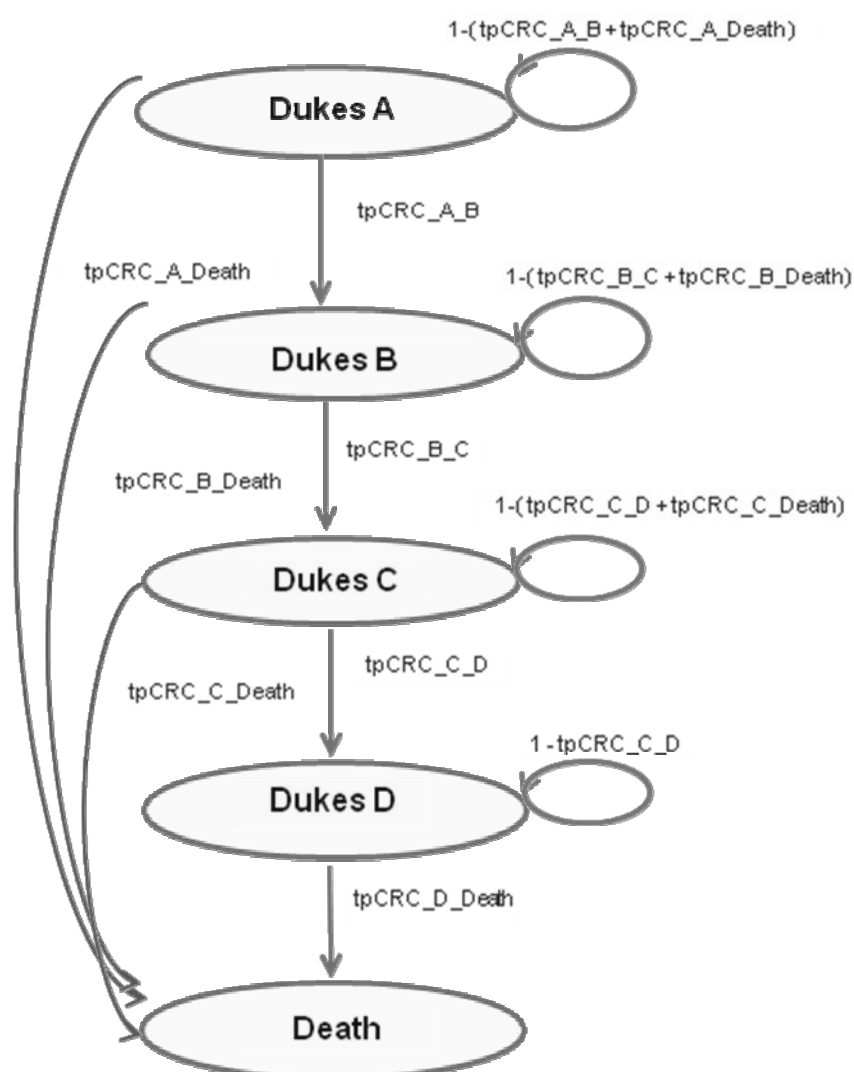 1-(tpCRC_A_B+tpCRC_A_Death)
Dukes A
tpCRC_A_B
tpCRC_A_Death
1-(tpCRC_B_C+tpCRC_B_Death)
Dukes B
tpCRC_B_C
tpCRC_B_Death
1-(tpCRC_C_D+tpCRC_C_Death)
Dukes C
tpCRC_C_D
tpCRC_C_Death
1-tpCRC_C_D
Dukes D
tpCRC_D_Death
Death